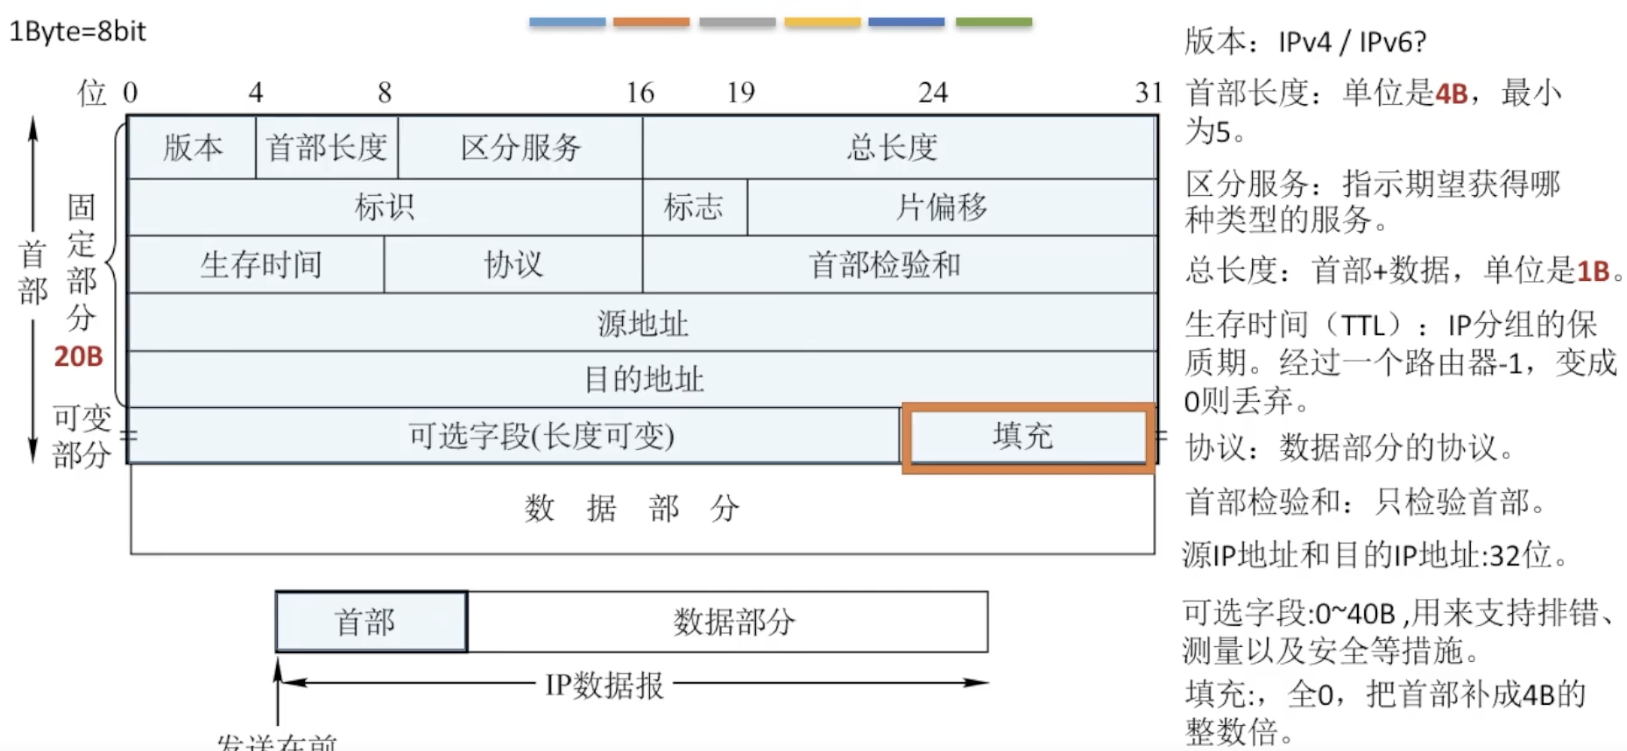 1Byte=8bit
位 0 4 8 16 19 24 31
版本 首部长度 区分服务 总长度
标识 标志 片偏移
生存时间 协议 首部检验和
源地址
目的地址
可选字段(长度可变) 填充
数 据 部 分
首部
固定部分
20B
可变
部分
首部 数据部分
IP数据报
发送在前
版本：IPv4 / IPv6?
首部长度：单位是4B，最小
为5。
区分服务：指示期望获得哪
种类型的服务。
总长度：首部+数据，单位是1B。
生存时间（TTL）：IP分组的保
质期。经过一个路由器-1，变成
0则丢弃。
协议：数据部分的协议。
首部检验和：只检验首部。
源IP地址和目的IP地址:32位。
可选字段:0~40B ,用来支持排错、
测量以及安全等措施。
填充:，全0，把首部补成4B的
整数倍。